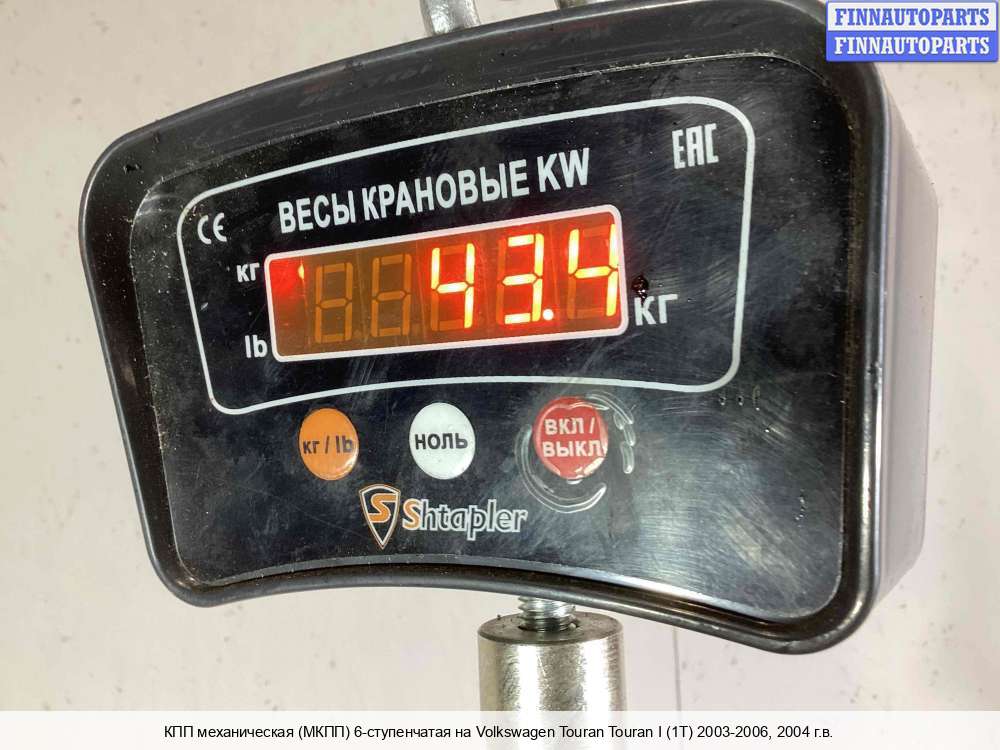 FINNAUTOPARTS
FINNAUTOPARTS
EAC
CE
ВЕСЫ КРАНОВЫЕ KW
кг
lb
43.4
кг
кг / lb
НОЛЬ
ВКЛ /
ВЫКЛ
S Shtapler
КПП механическая (МКПП) 6-ступенчатая на Volkswagen Touran Touran I (1T) 2003-2006, 2004 г.в.